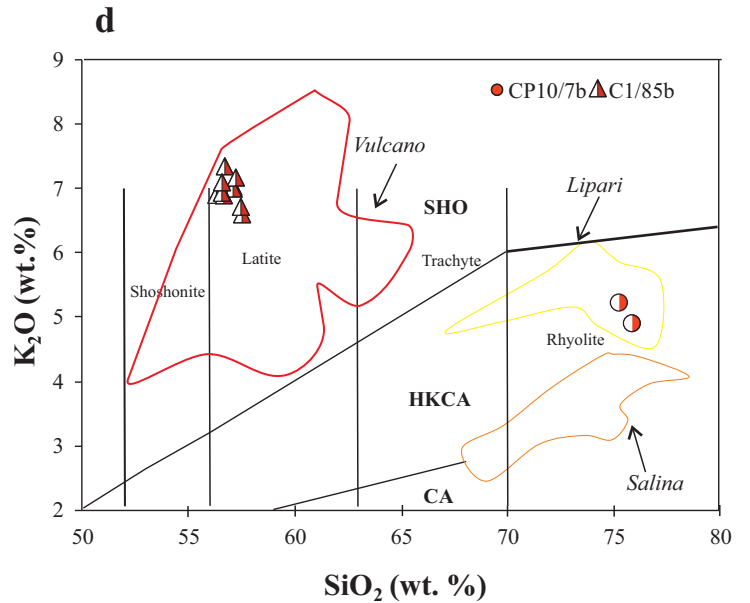 d
9
8
7
6
5
4
3
2
K₂O (wt.%)
CP10/7b C1/85b
Vulcano
Lipari
SHO
Shoshonite
Latite
Trachyte
Rhyolite
HKCA
CA
Salina
50 55 60 65 70 75 80
SiO₂ (wt. %)